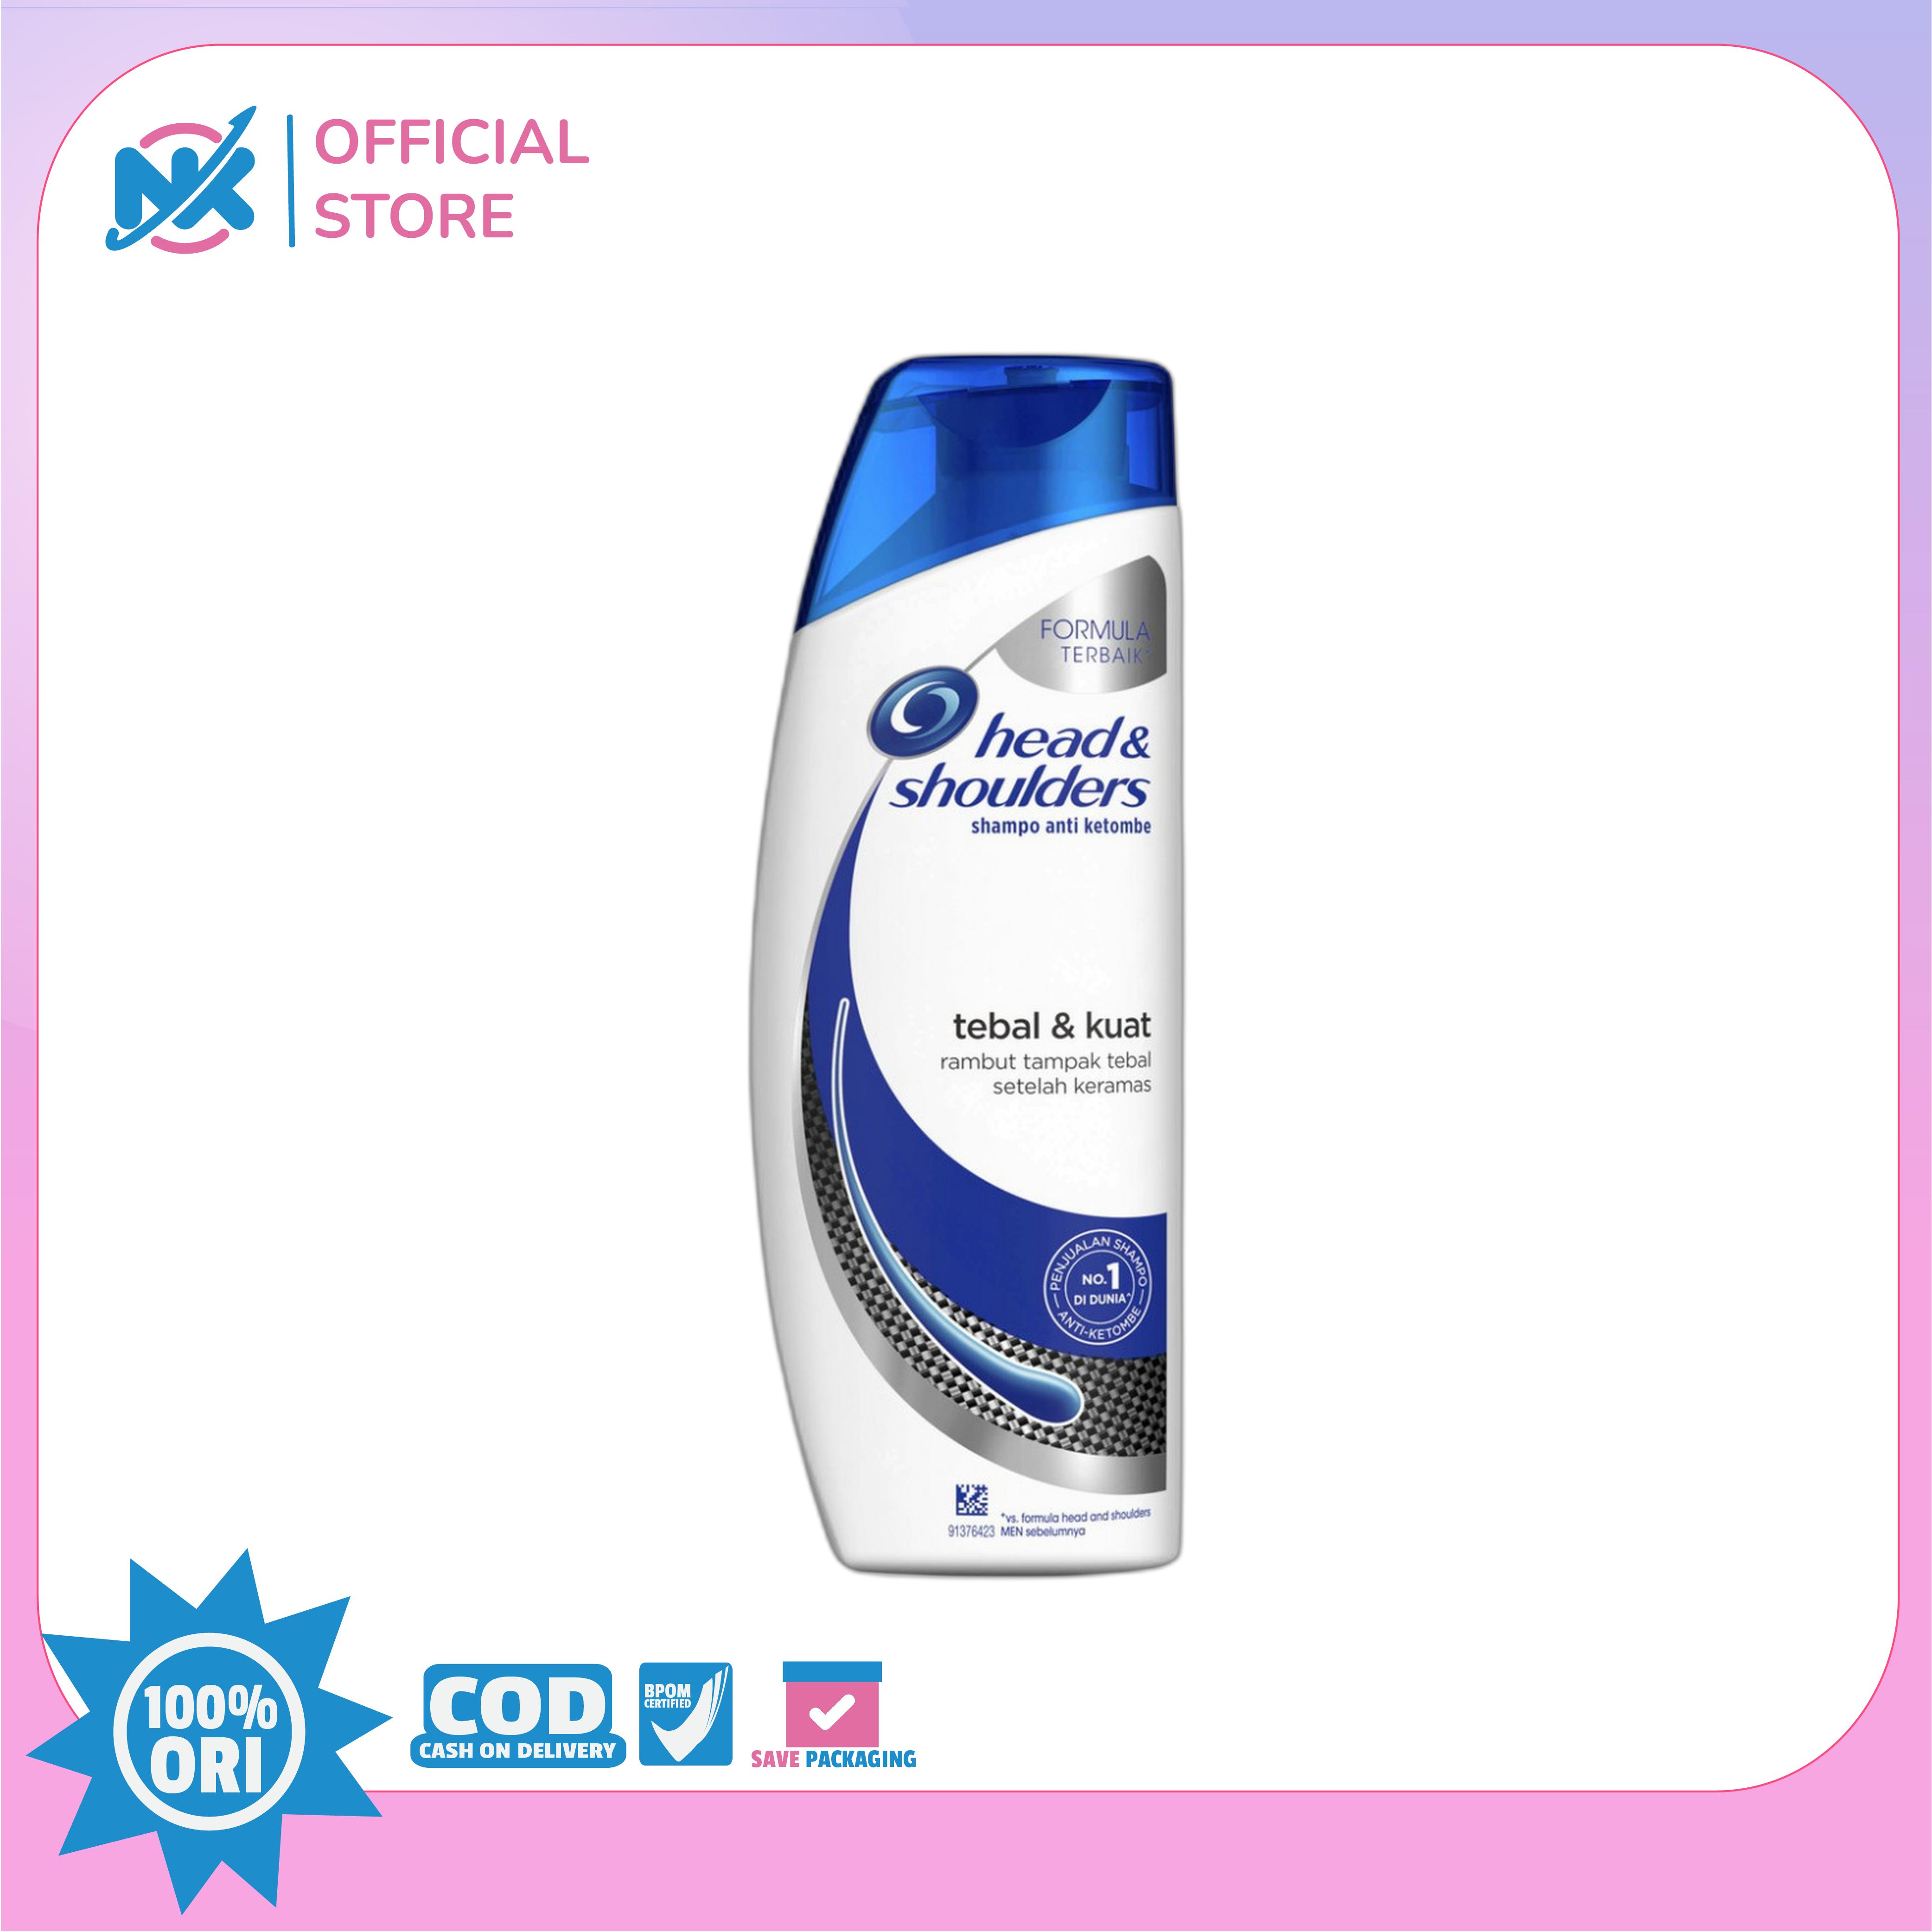 NK
OFFICIAL
STORE
FORMULA
TERBAIK*
head &
shoulders
shampo anti ketombe
tebal & kuat
rambut tampak tebal
setelah keramas
PENJUALAN SHAMPO
NO.1
DI DUNIA^
ANTI-KETOMBE
*vs. formula head and shoulders
91376423 MEN sebelumnya
100%
ORI
COD
CASH ON DELIVERY
BPOM
CERTIFIED
SAVE PACKAGING